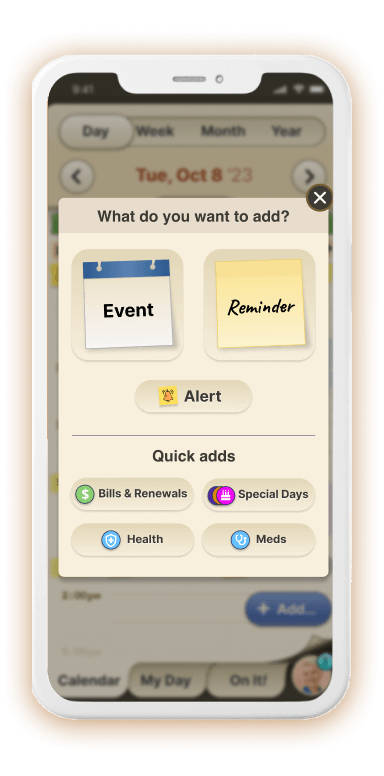 9:41
Day Week Month Year
Tue, Oct 8 '23
What do you want to add?
Event
Reminder
Alert
Quick adds
$ Bills & Renewals
Special Days
Health
Meds
2:00pm
+ Add...
Calendar My Day On It!